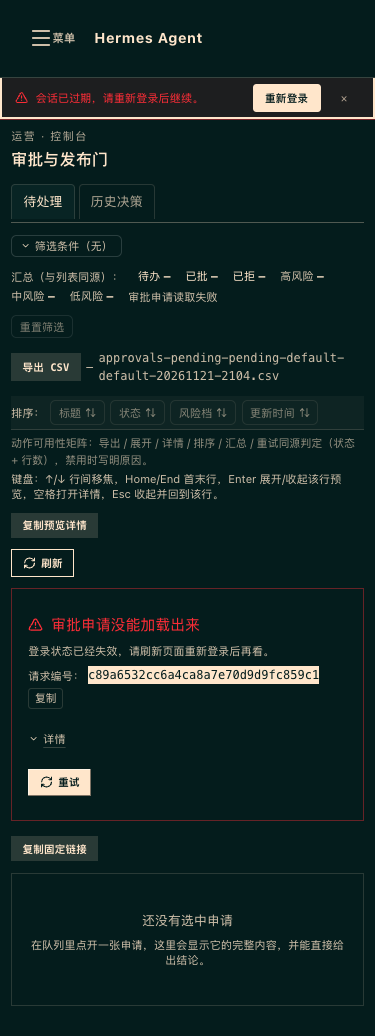 菜单 Hermes Agent
会话已过期，请重新登录后继续。 重新登录 ×
运营 · 控制台
审批与发布门
待处理 历史决策
筛选条件（无）
汇总（与列表同源）： 待办 — 已批 — 已拒 — 高风险 —
中风险 — 低风险 — 审批申请读取失败
重置筛选
导出 CSV — approvals-pending-pending-default-
default-20261121-2104.csv
排序： 标题 ⇅ 状态 ⇅ 风险档 ⇅ 更新时间 ⇅
动作可用性矩阵：导出 / 展开 / 详情 / 排序 / 汇总 / 重试同源判定（状态
+ 行数），禁用时写明原因。
键盘：↑/↓ 行间移焦，Home/End 首末行，Enter 展开/收起该行预
览，空格打开详情，Esc 收起并回到该行。
复制预览详情
刷新
审批申请没能加载出来
登录状态已经失效，请刷新页面重新登录后再看。
请求编号： c89a6532cc6a4ca8a7e70d9d9fc859c1
复制
详情
重试
复制固定链接
还没有选中申请
在队列里点开一张申请，这里会显示它的完整内容，并能直接给
出结论。